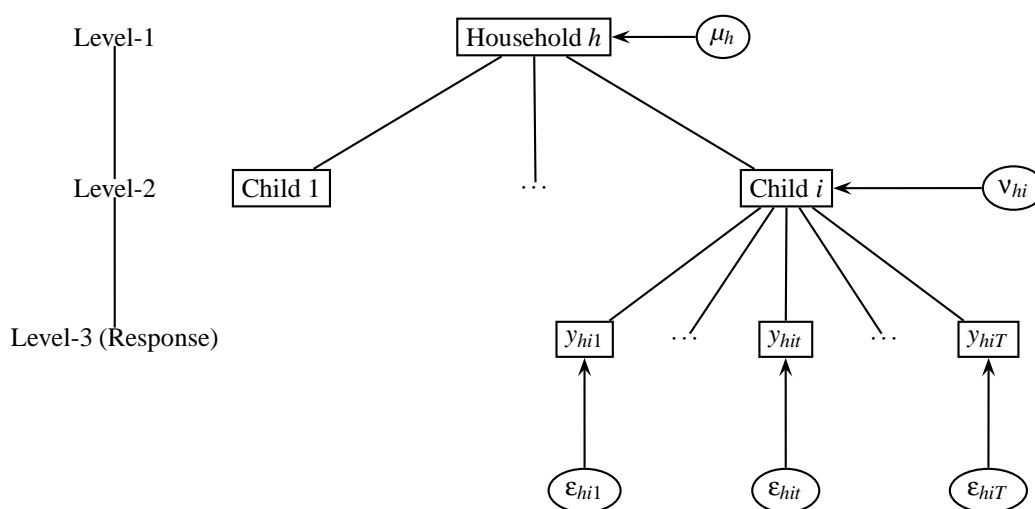 Level-1 Household h μh
Level-2 Child 1 ... Child i νhi
Level-3 (Response) yhi1 ... yhit ... yhiT
εhi1 εhit εhiT